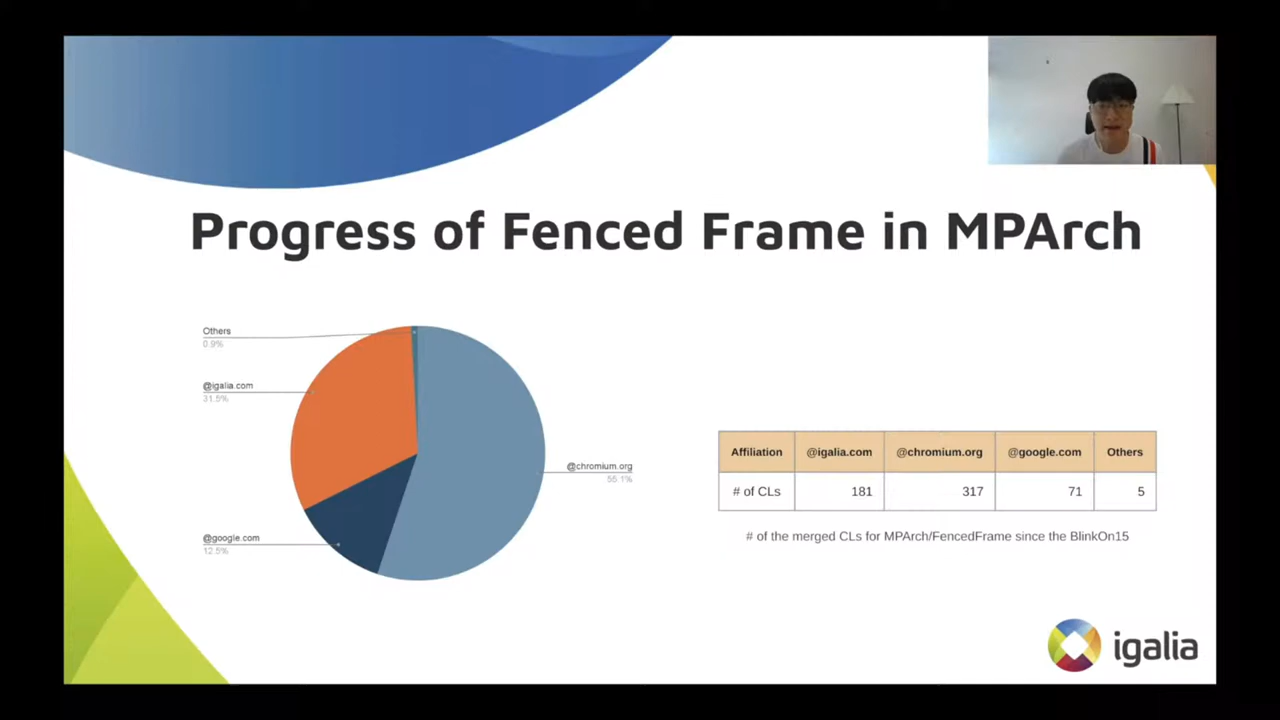 Progress of Fenced Frame in MPArch
Others
0.9%
@igalia.com
31.5%
@chromium.org
55.1%
@google.com
12.5%
Affiliation @igalia.com @chromium.org @google.com Others
# of CLs 181 317 71 5
# of the merged CLs for MPArch/FencedFrame since the BlinkOn15
igalia